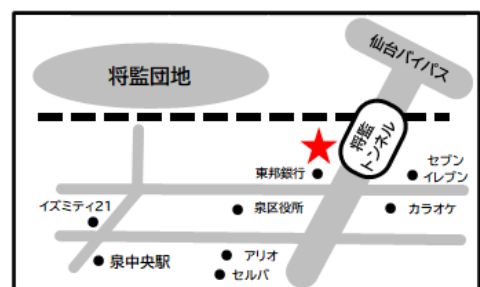 仙台バイパス
将監団地
将監
トンネル
東邦銀行
セブン
イレブン
イズミティ21
泉区役所
カラオケ
泉中央駅
アリオ
セルバ